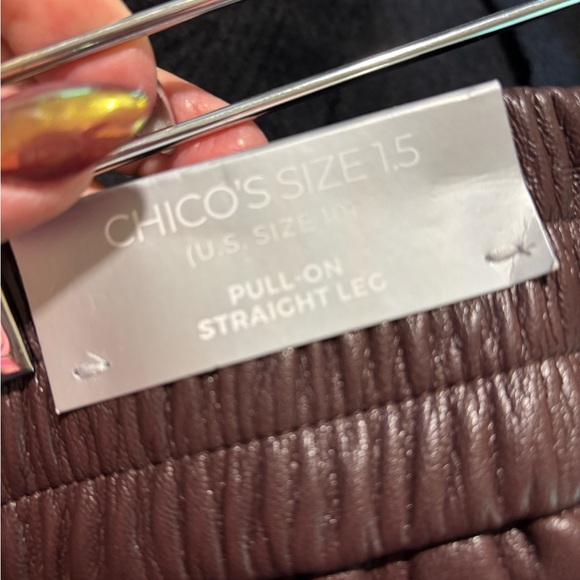 CHICO'S SIZE 1.5
(U.S. SIZE 10)
PULL-ON
STRAIGHT LEG